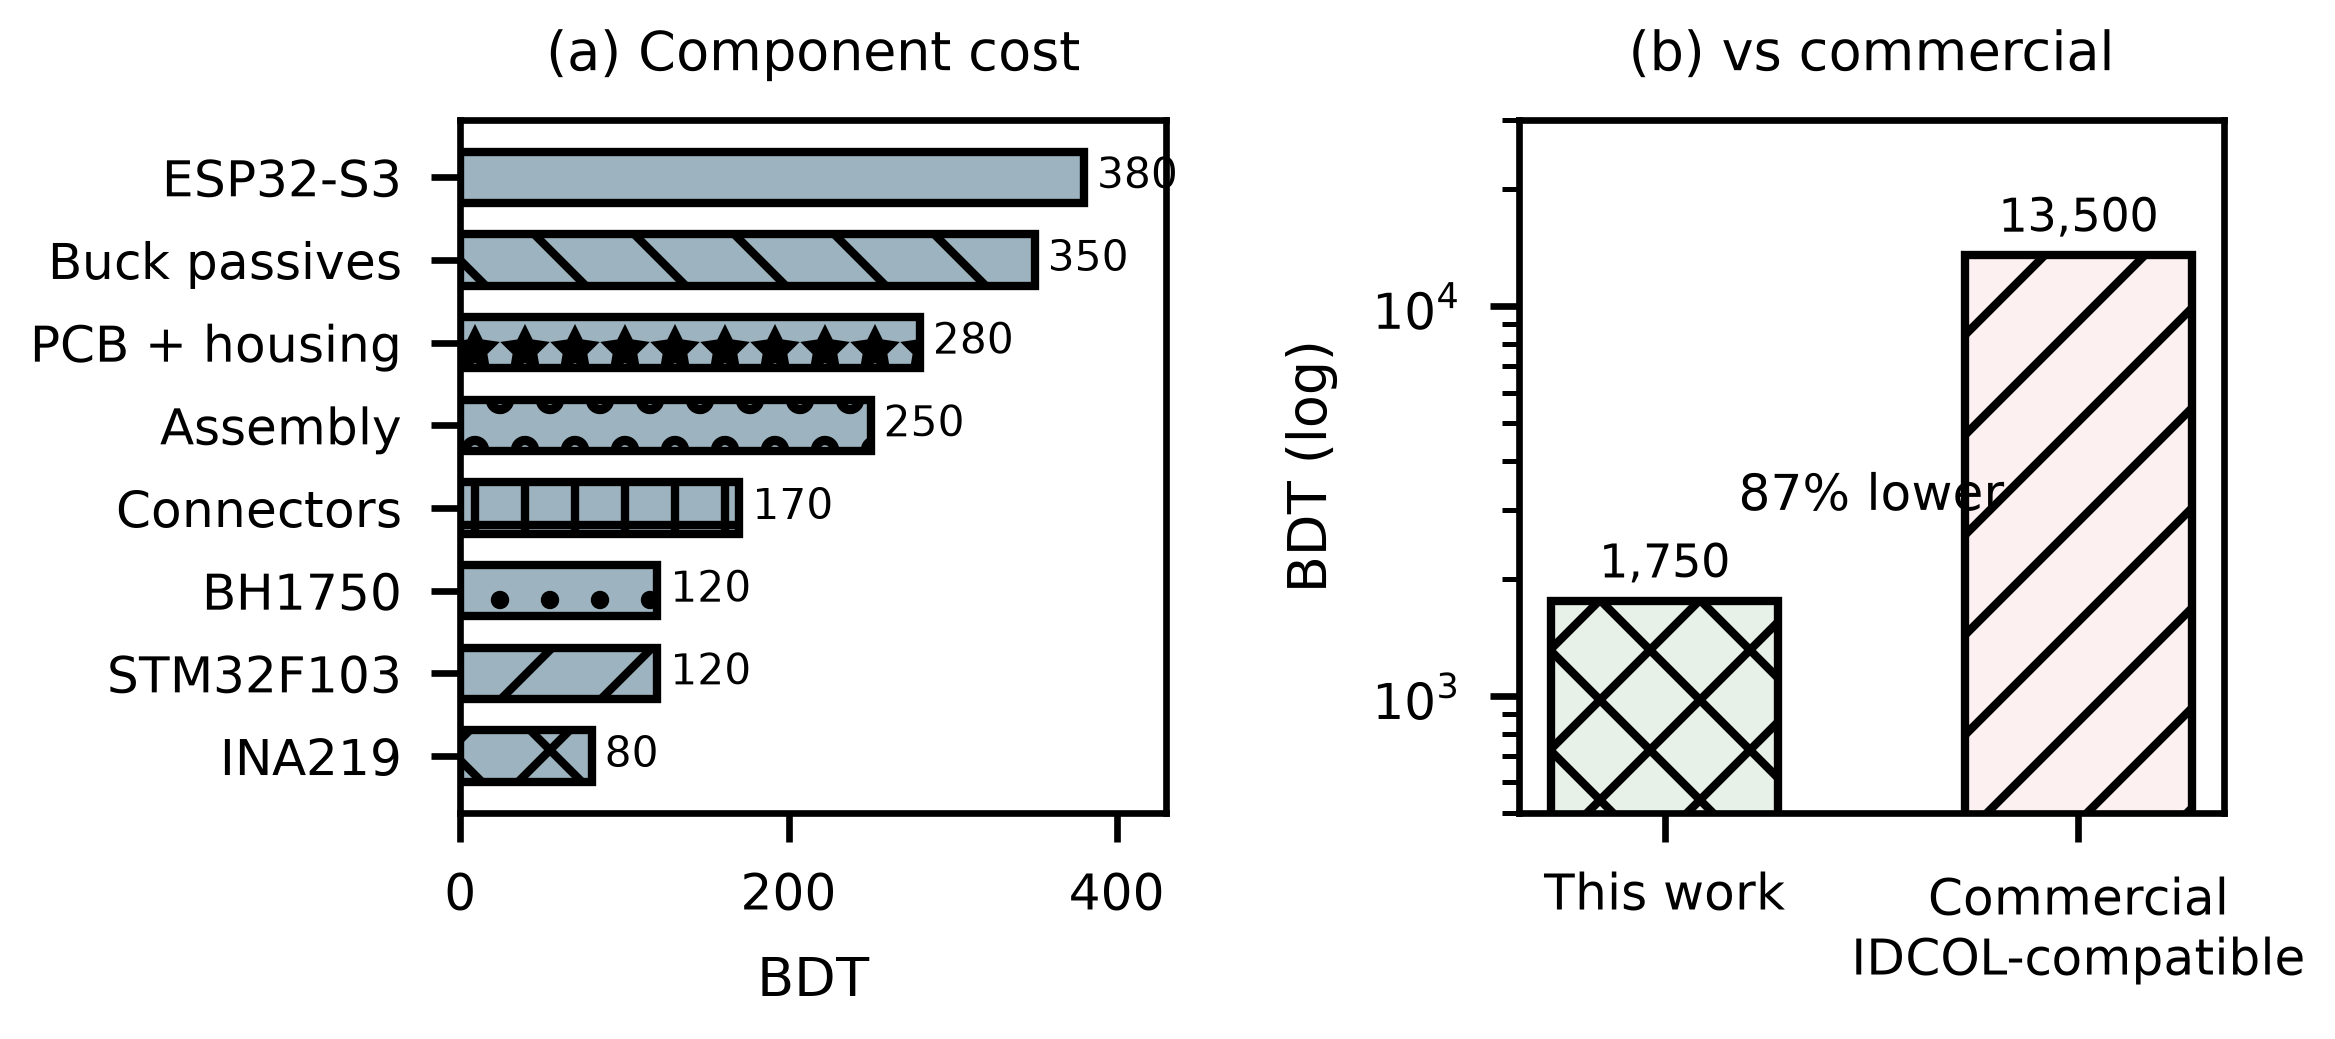 (a) Component cost
ESP32-S3
380
Buck passives
350
PCB + housing
280
Assembly
250
Connectors
170
BH1750
120
STM32F103
120
INA219
80
0
200
400
BDT
(b) vs commercial
BDT (log)
10⁴
10³
13,500
87% lower
1,750
This work
Commercial
IDCOL-compatible